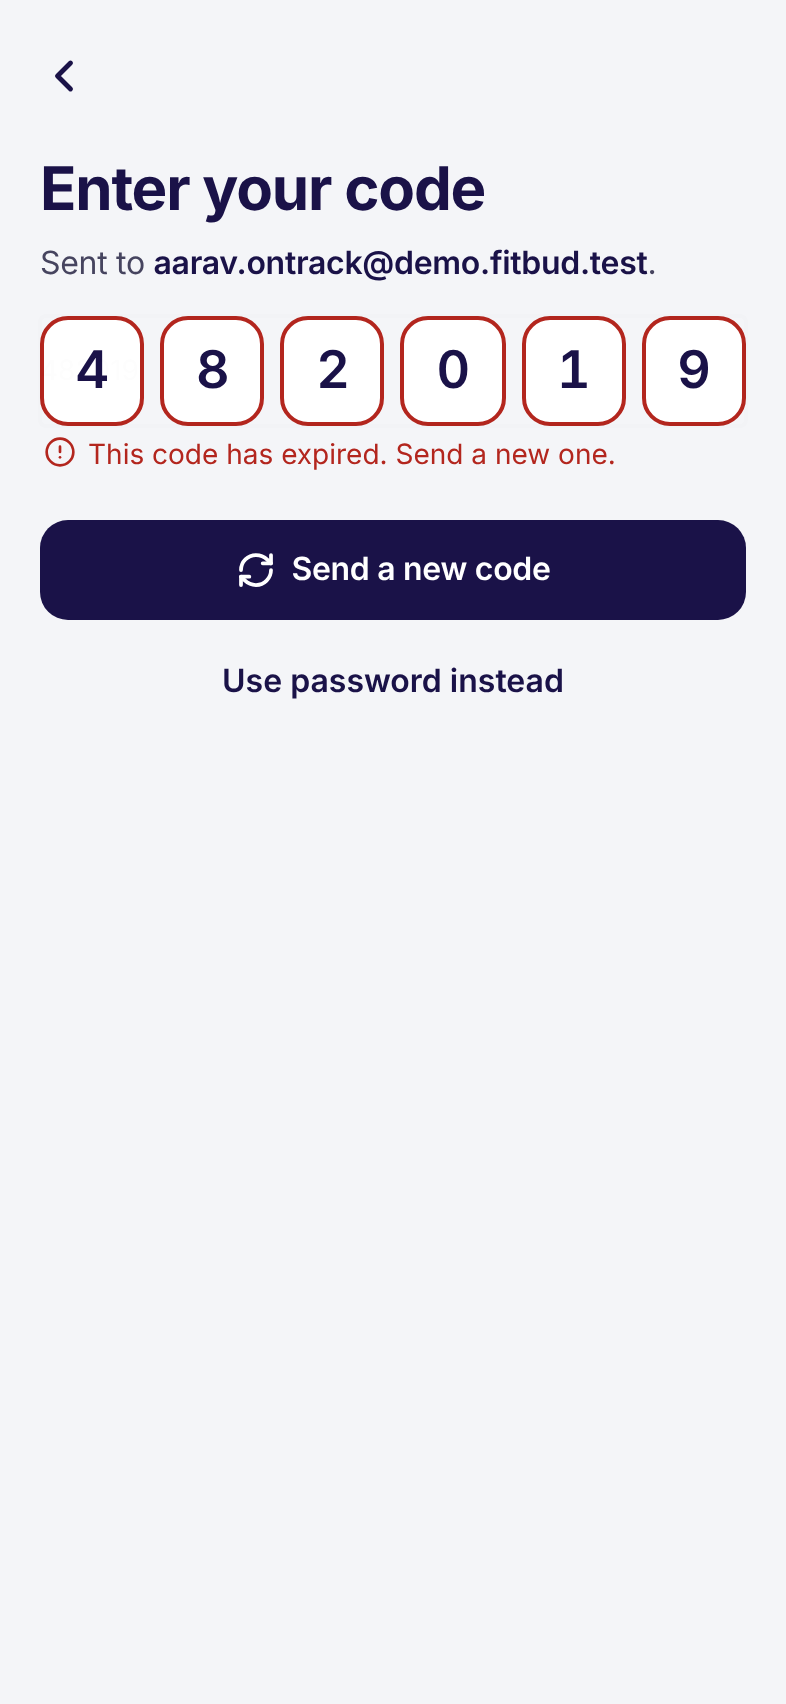 Enter your code
Sent to aarav.ontrack@demo.fitbud.test.
4 8 2 0 1 9
This code has expired. Send a new one.
Send a new code
Use password instead